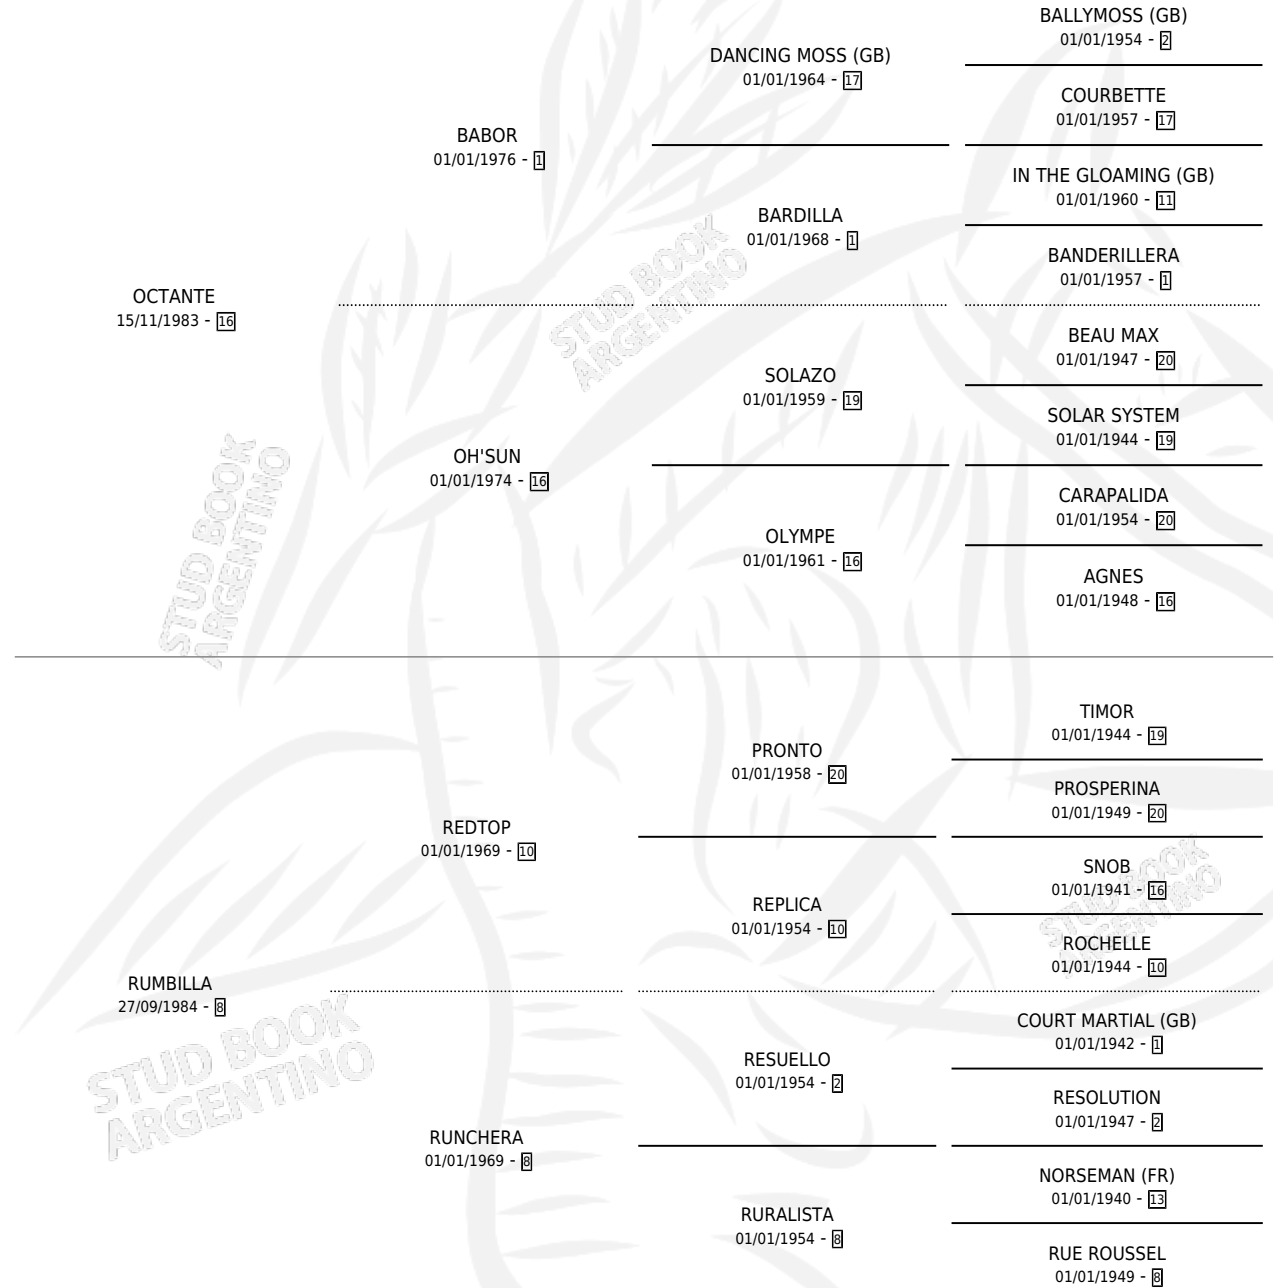 BALLYMOSS (GB)
01/01/1954 - 2
DANCING MOSS (GB)
01/01/1964 - 17
COURBETTE
01/01/1957 - 17
BABOR
01/01/1976 - 1
IN THE GLOAMING (GB)
01/01/1960 - 11
BARDILLA
01/01/1968 - 1
BANDERILLERA
01/01/1957 - 1
OCTANTE
15/11/1983 - 16
STUD BOOK
ARGENTINO
BEAU MAX
01/01/1947 - 20
SOLAZO
01/01/1959 - 19
SOLAR SYSTEM
01/01/1944 - 19
OH'SUN
01/01/1974 - 16
CARAPALIDA
01/01/1954 - 20
OLYMPE
01/01/1961 - 16
AGNES
01/01/1948 - 16
STUD BOOK
ARGENTINO
TIMOR
01/01/1944 - 19
PRONTO
01/01/1958 - 20
PROSPERINA
01/01/1949 - 20
REDTOP
01/01/1969 - 10
SNOB
01/01/1941 - 16
REPLICA
01/01/1954 - 10
ROCHELLE
01/01/1944 - 10
STUD BOOK
ARGENTINO
RUMBILLA
27/09/1984 - 8
COURT MARTIAL (GB)
01/01/1942 - 1
RESUELLO
01/01/1954 - 2
RESOLUTION
01/01/1947 - 2
STUD BOOK
ARGENTINO
RUNCHERA
01/01/1969 - 8
NORSEMAN (FR)
01/01/1940 - 13
RURALISTA
01/01/1954 - 8
RUE ROUSSEL
01/01/1949 - 8